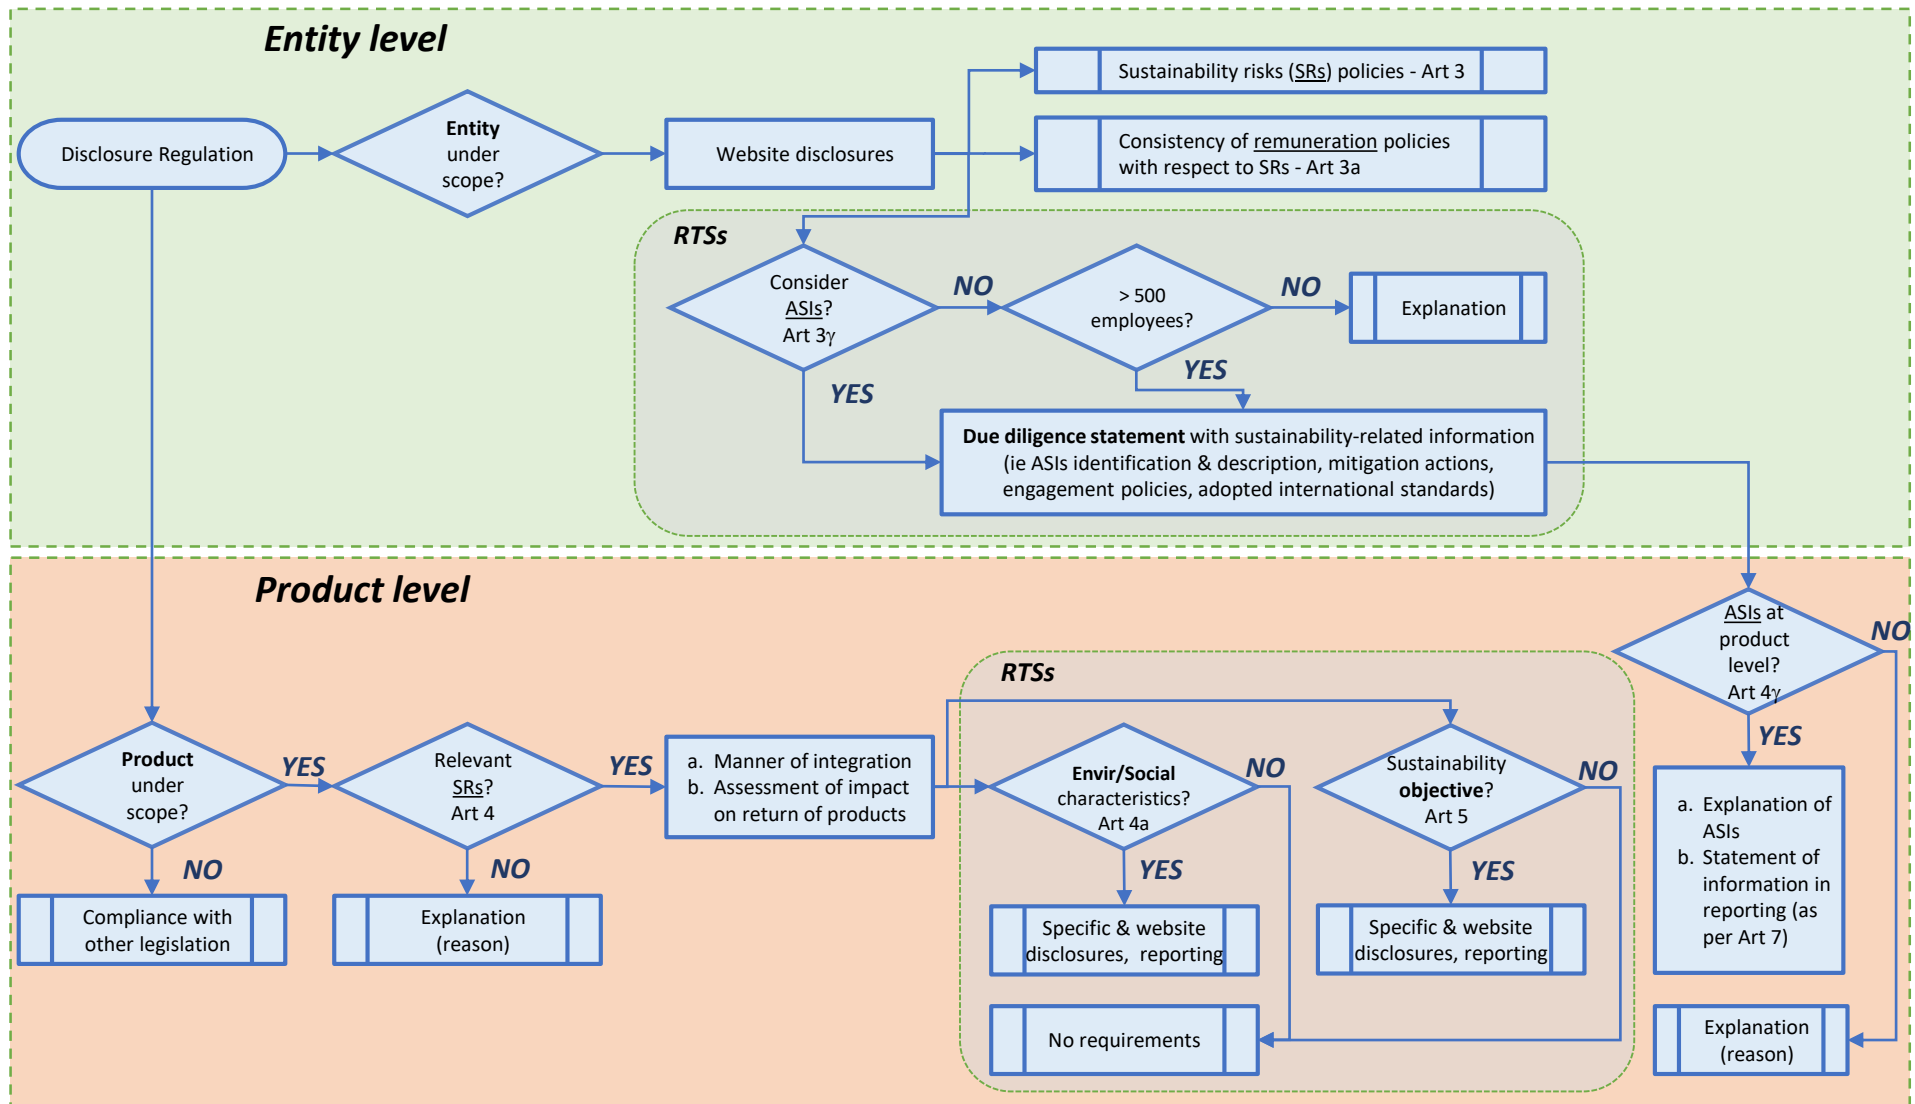 Entity level
Sustainability risks (SRs) policies - Art 3
Disclosure Regulation
Entity
under
scope?
Website disclosures
Consistency of remuneration policies
with respect to SRs - Art 3a
RTSs
Consider
ASIs?
Art 3γ
NO
> 500
employees?
NO
Explanation
YES
YES
Due diligence statement with sustainability-related information
(ie ASIs identification & description, mitigation actions,
engagement policies, adopted international standards)
Product level
ASIs at
product
level?
Art 4γ
NO
YES
RTSs
Product
under
scope?
YES
NO
Relevant
SRs?
Art 4
YES
NO
a. Manner of integration
b. Assessment of impact
on return of products
Envir/Social
characteristics?
Art 4a
NO
YES
Sustainability
objective?
Art 5
NO
YES
a. Explanation of
ASIs
b. Statement of
information in
reporting (as
per Art 7)
Compliance with
other legislation
Explanation
(reason)
Specific & website
disclosures, reporting
Specific & website
disclosures, reporting
No requirements
Explanation
(reason)